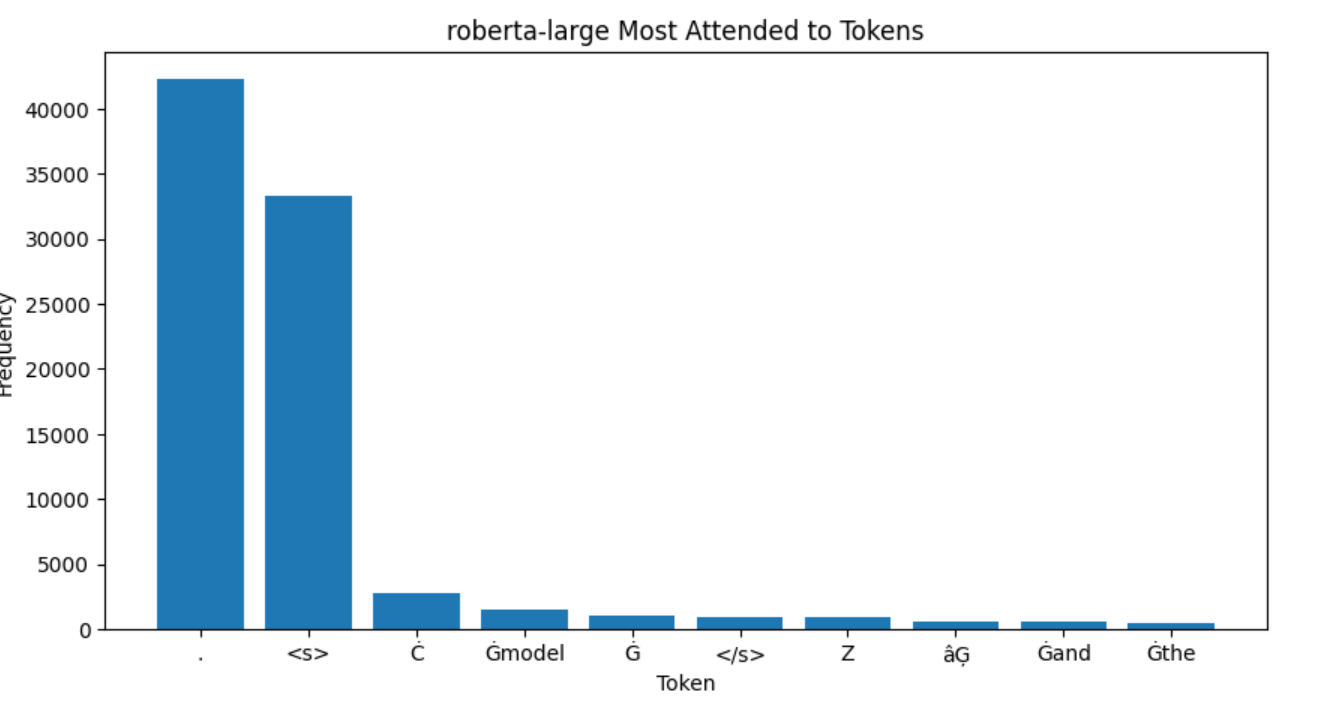 roberta-large Most Attended to Tokens
40000
35000
30000
25000
20000
15000
10000
5000
0
Frequency
. <s> Ċ Ġmodel Ġ </s> Z âĢ Ġand Ġthe
Token